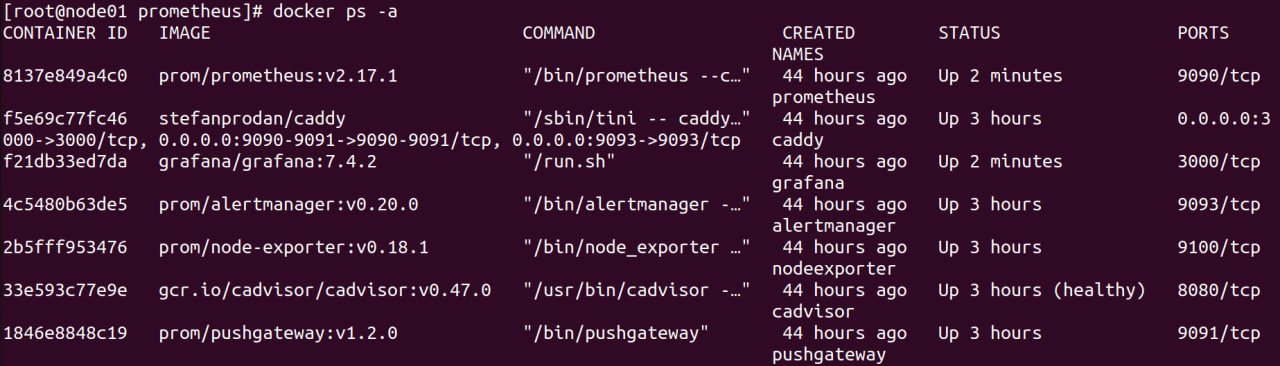 [root@node01 prometheus]# docker ps -a
CONTAINER ID   IMAGE                             COMMAND                  CREATED        STATUS                  PORTS
NAMES
8137e849a4c0   prom/prometheus:v2.17.1           "/bin/prometheus --c…"   44 hours ago   Up 2 minutes            9090/tcp
prometheus
f5e69c77fc46   stefanprodan/caddy                "/sbin/tini -- caddy…"   44 hours ago   Up 3 hours              0.0.0.0:3
000->3000/tcp, 0.0.0.0:9090-9091->9090-9091/tcp, 0.0.0.0:9093->9093/tcp   caddy
f21db33ed7da   grafana/grafana:7.4.2             "/run.sh"                44 hours ago   Up 2 minutes            3000/tcp
grafana
4c5480b63de5   prom/alertmanager:v0.20.0         "/bin/alertmanager -…"   44 hours ago   Up 3 hours              9093/tcp
alertmanager
2b5fff953476   prom/node-exporter:v0.18.1        "/bin/node_exporter …"   44 hours ago   Up 3 hours              9100/tcp
nodeexporter
33e593c77e9e   gcr.io/cadvisor/cadvisor:v0.47.0  "/usr/bin/cadvisor -…"   44 hours ago   Up 3 hours (healthy)    8080/tcp
cadvisor
1846e8848c19   prom/pushgateway:v1.2.0           "/bin/pushgateway"       44 hours ago   Up 3 hours              9091/tcp
pushgateway